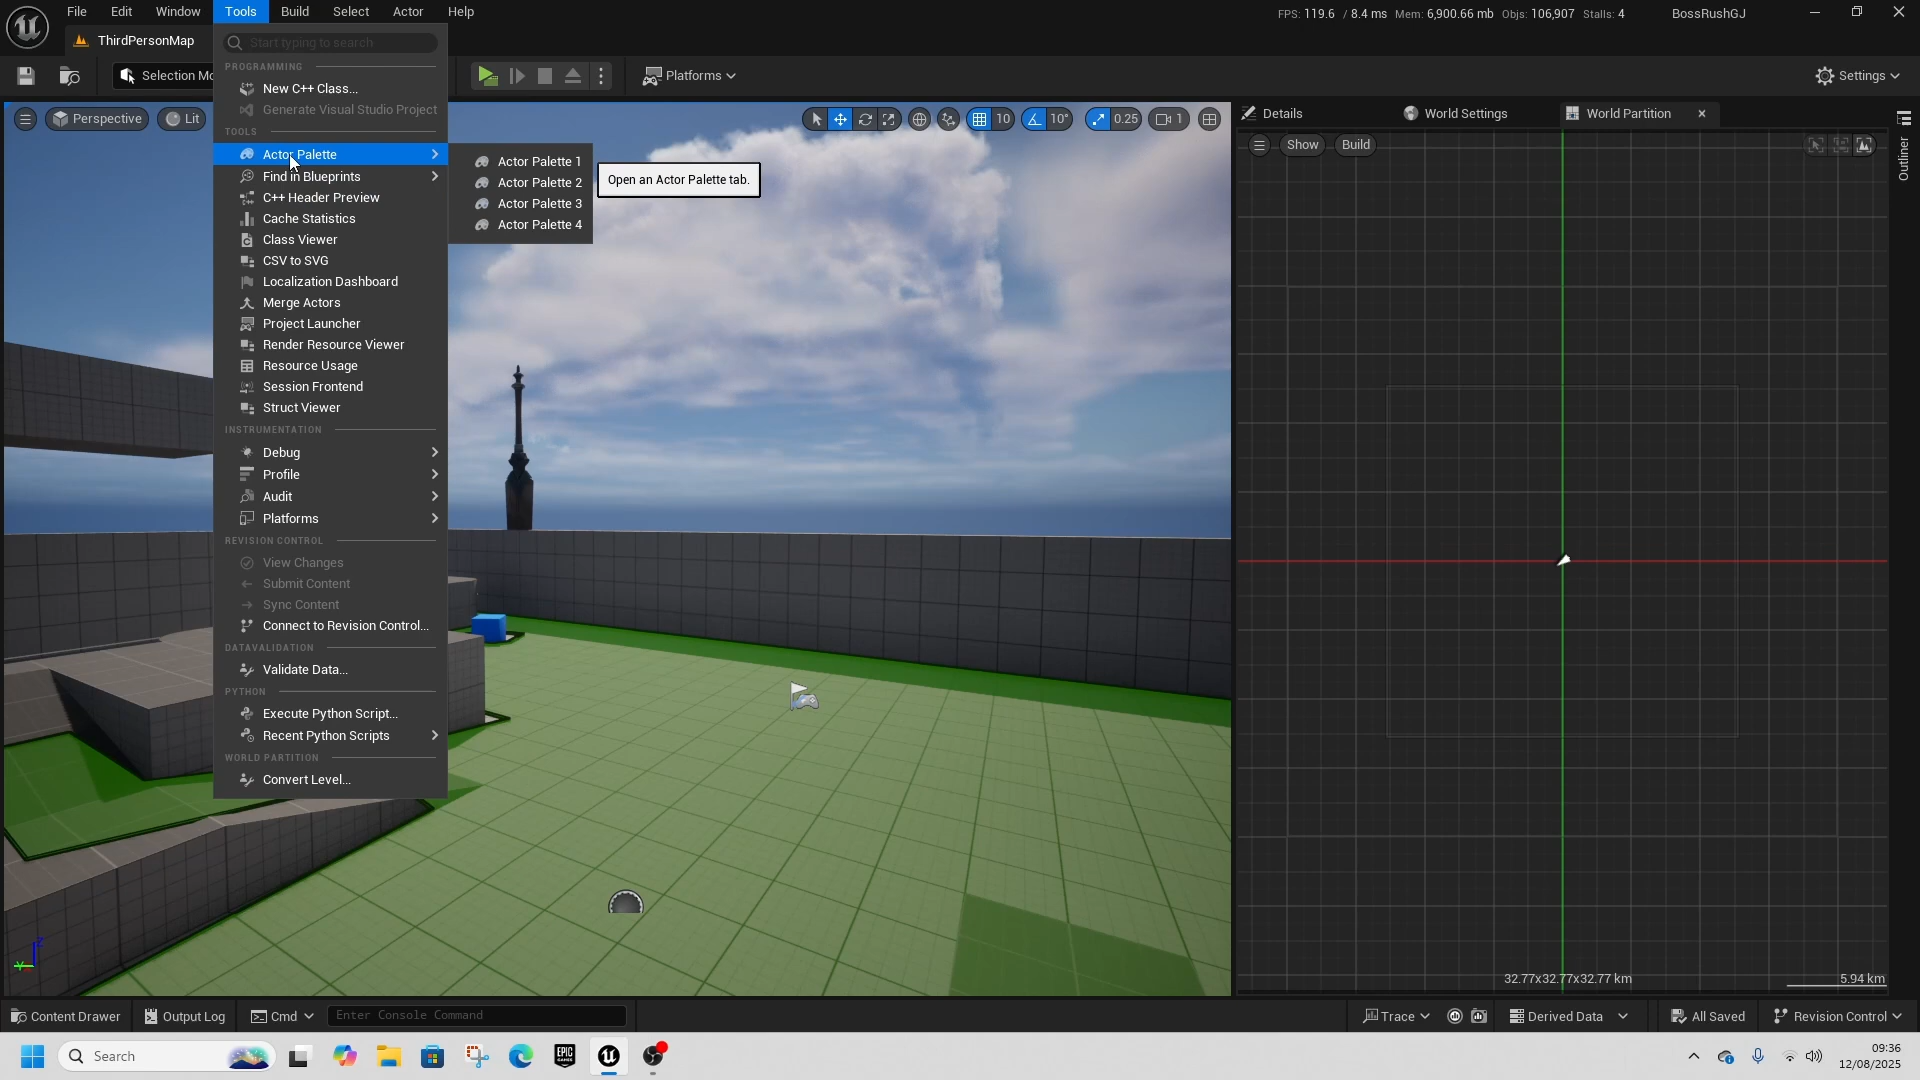 File Edit Window Tools Build Select Actor Help
FPS: 119.6 / 8.4 ms Mem: 6,900.66 mb Objs: 106,907 Stalls: 4 BossRushGJ
ThirdPersonMap
Start typing to search
Selection Mo
Platforms
Settings
PROGRAMMING
New C++ Class...
Generate Visual Studio Project
TOOLS
Actor Palette
Find in Blueprints
C++ Header Preview
Cache Statistics
Class Viewer
CSV to SVG
Localization Dashboard
Merge Actors
Project Launcher
Render Resource Viewer
Resource Usage
Session Frontend
Struct Viewer
INSTRUMENTATION
Debug
Profile
Audit
Platforms
REVISION CONTROL
View Changes
Submit Content
Sync Content
Connect to Revision Control...
DATAVALIDATION
Validate Data...
PYTHON
Execute Python Script...
Recent Python Scripts
WORLD PARTITION
Convert Level...
Actor Palette 1
Actor Palette 2
Actor Palette 3
Actor Palette 4
Open an Actor Palette tab.
Perspective Lit
10 10° 0.25 1
Details World Settings World Partition
Show Build
Outliner
32.77x32.77x32.77 km 5.94 km
Z
Y
Content Drawer Output Log Cmd Enter Console Command
Trace Derived Data All Saved Revision Control
Search
EPIC GAMES
09:36
12/08/2025